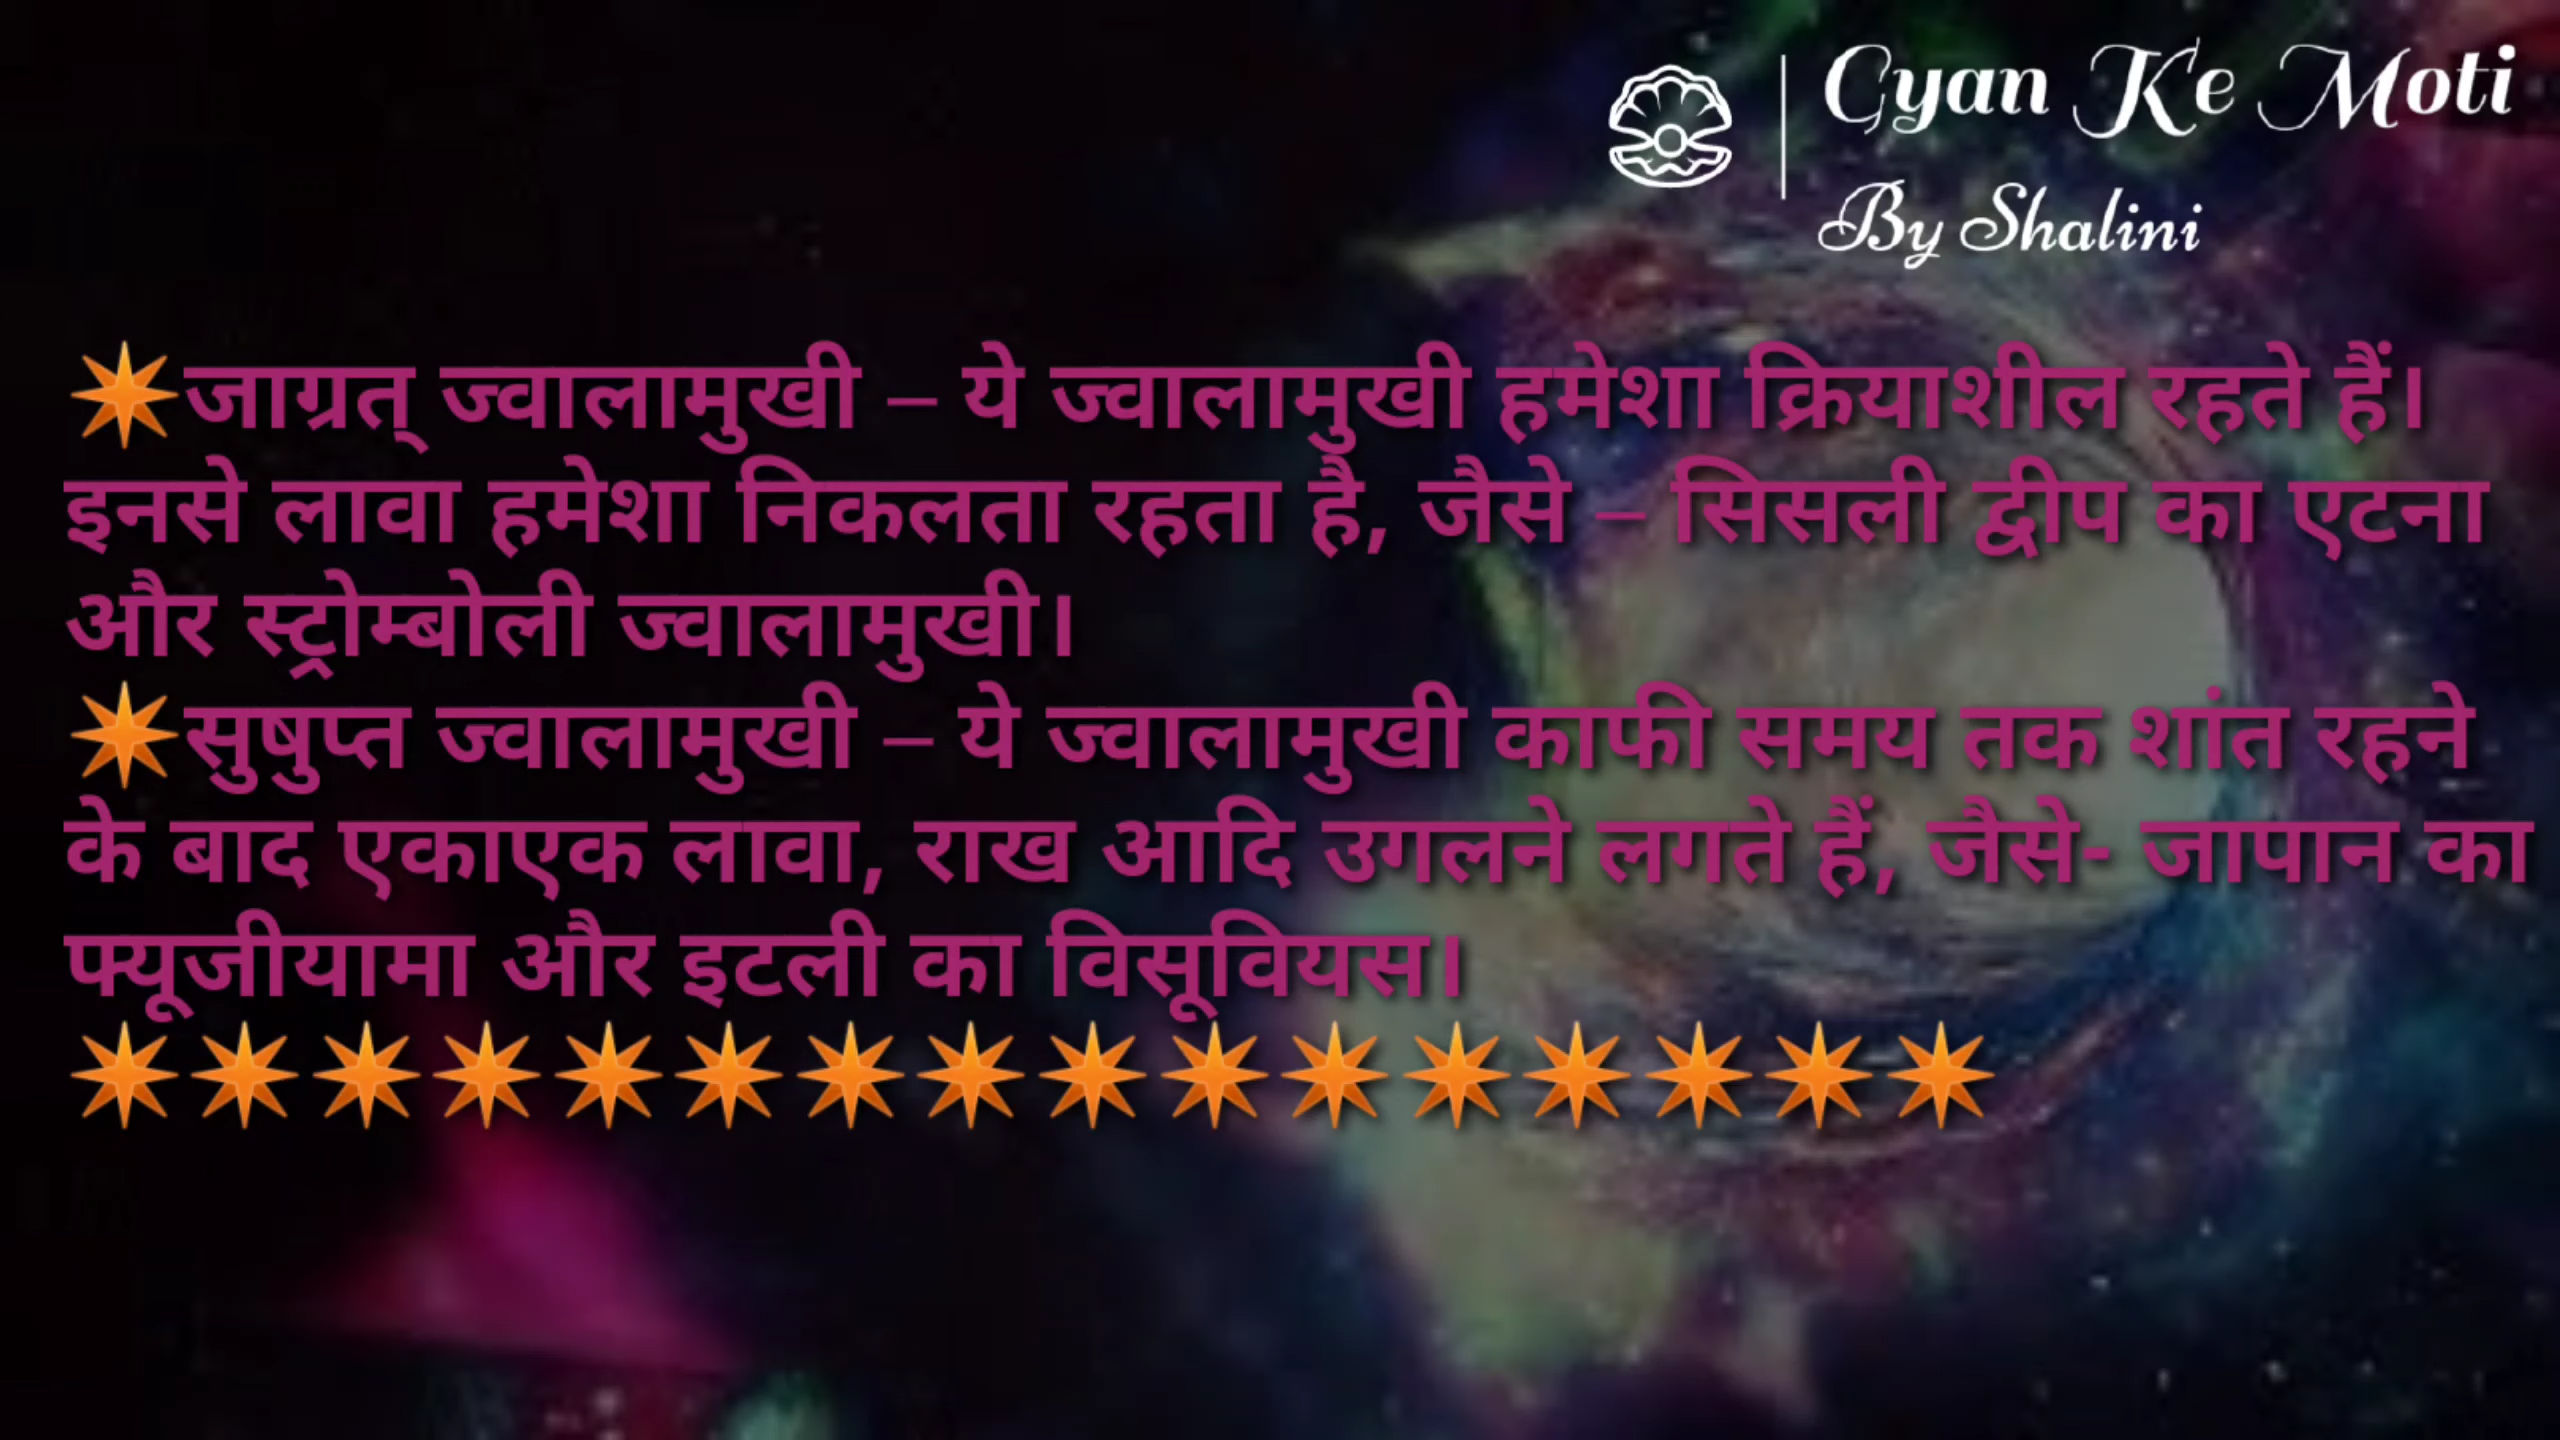 Gyan Ke Moti
By Shalini
✴जाग्रत् ज्वालामुखी – ये ज्वालामुखी हमेशा क्रियाशील रहते हैं।
इनसे लावा हमेशा निकलता रहता है, जैसे – सिसली द्वीप का एटना
और स्ट्रोम्बोली ज्वालामुखी।
✴सुषुप्त ज्वालामुखी – ये ज्वालामुखी काफी समय तक शांत रहने
के बाद एकाएक लावा, राख आदि उगलने लगते हैं, जैसे- जापान का
फ्यूजीयामा और इटली का विसूवियस।
✴✴✴✴✴✴✴✴✴✴✴✴✴✴✴✴